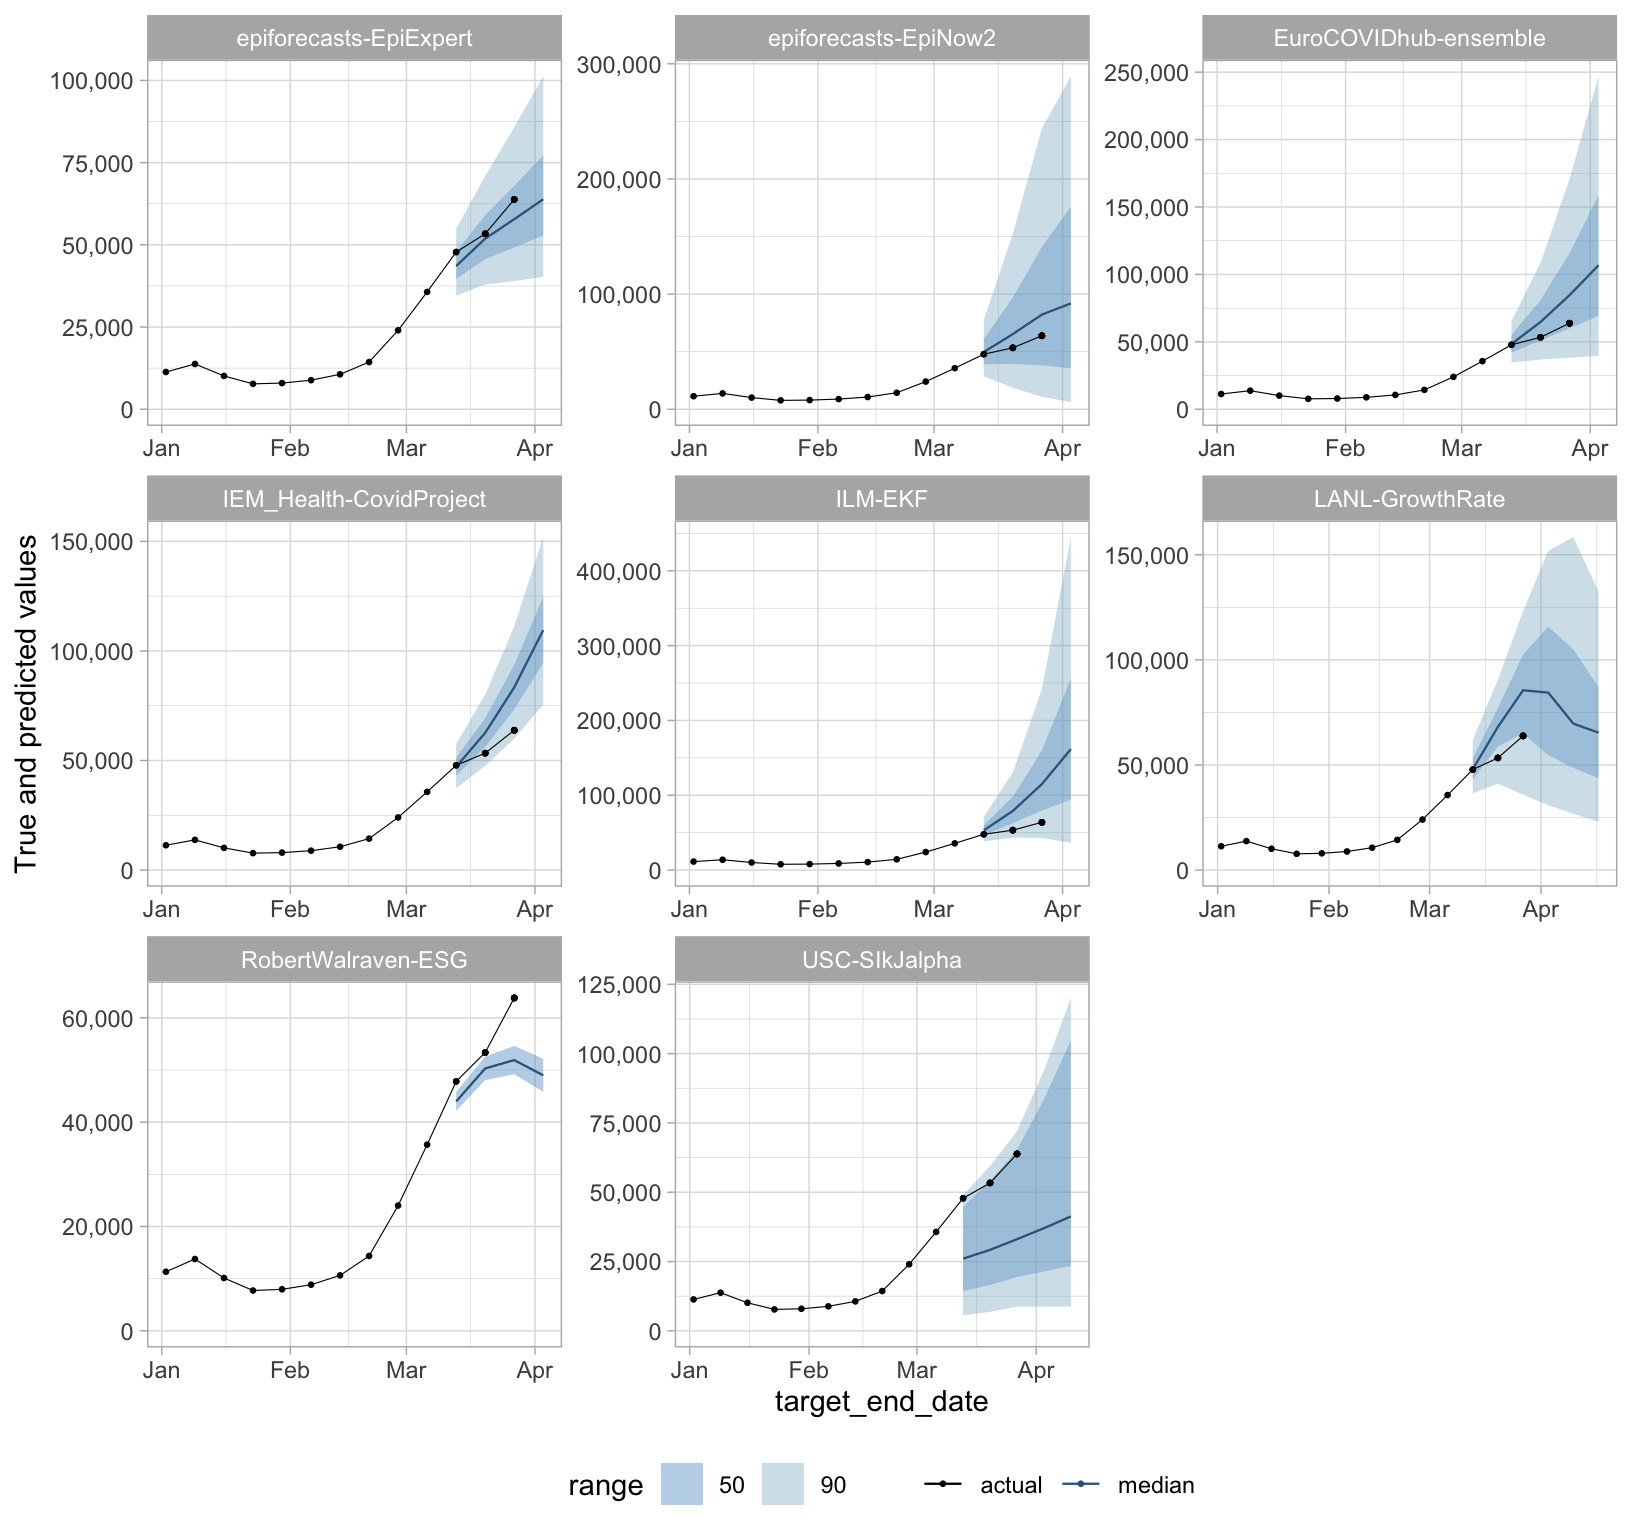 epiforecasts-EpiExpert
epiforecasts-EpiNow2
EuroCOVIDhub-ensemble
100,000
75,000
50,000
25,000
0
Jan Feb Mar Apr
300,000
200,000
100,000
0
Jan Feb Mar Apr
250,000
200,000
150,000
100,000
50,000
0
Jan Feb Mar Apr
True and predicted values
IEM_Health-CovidProject
ILM-EKF
LANL-GrowthRate
150,000
100,000
50,000
0
Jan Feb Mar Apr
400,000
300,000
200,000
100,000
0
Jan Feb Mar Apr
150,000
100,000
50,000
0
Jan Feb Mar Apr
RobertWalraven-ESG
USC-SIkJalpha
60,000
40,000
20,000
0
Jan Feb Mar Apr
125,000
100,000
75,000
50,000
25,000
0
Jan Feb Mar Apr
target_end_date
range 50 90 actual median